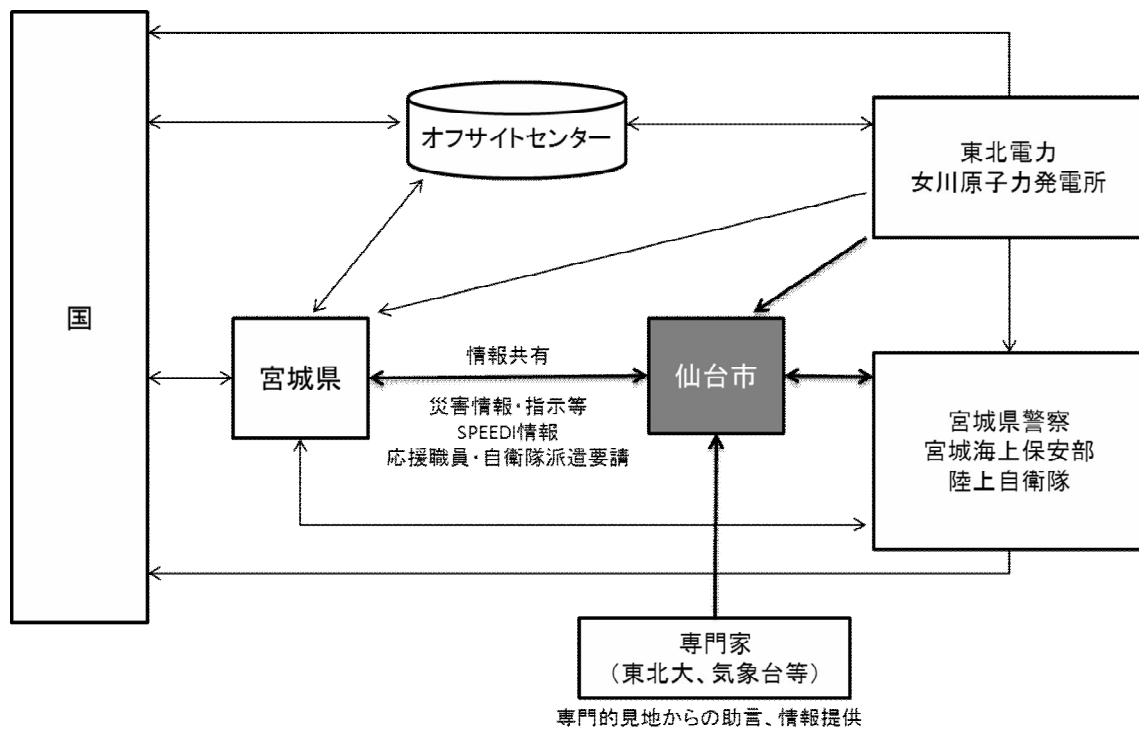 オフサイトセンター
東北電力
女川原子力発電所
国
宮城県
情報共有
災害情報・指示等
SPEEDI情報
応援職員・自衛隊派遣要請
仙台市
宮城県警察
宮城海上保安部
陸上自衛隊
専門家
(東北大、気象台等)
専門的見地からの助言、情報提供